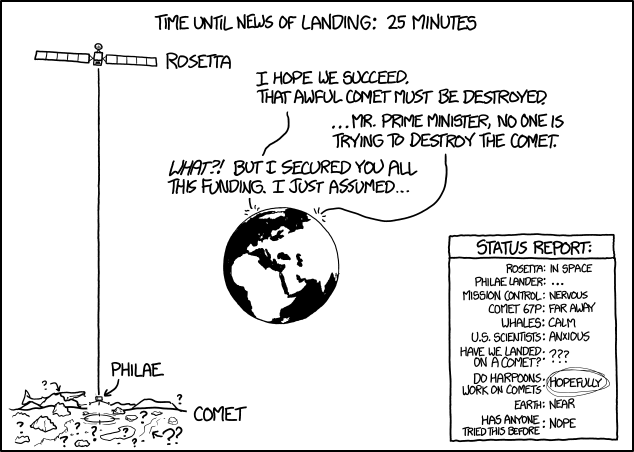 TIME UNTIL NEWS OF LANDING: 25 MINUTES
ROSETTA
I HOPE WE SUCCEED.
THAT AWFUL COMET MUST BE DESTROYED.
...MR. PRIME MINISTER, NO ONE IS
TRYING TO DESTROY THE COMET.
WHAT?! BUT I SECURED YOU ALL
THIS FUNDING. I JUST ASSUMED...
STATUS REPORT:
ROSETTA: IN SPACE
PHILAE LANDER: ...
MISSION CONTROL: NERVOUS
COMET 67P: FAR AWAY
WHALES: CALM
U.S. SCIENTISTS: ANXIOUS
HAVE WE LANDED
ON A COMET?: ???
DO HARPOONS
WORK ON COMETS: HOPEFULLY
EARTH: NEAR
HAS ANYONE
TRIED THIS BEFORE: NOPE
PHILAE
COMET
? ? ? ? ? ? ? ? ? ? ??